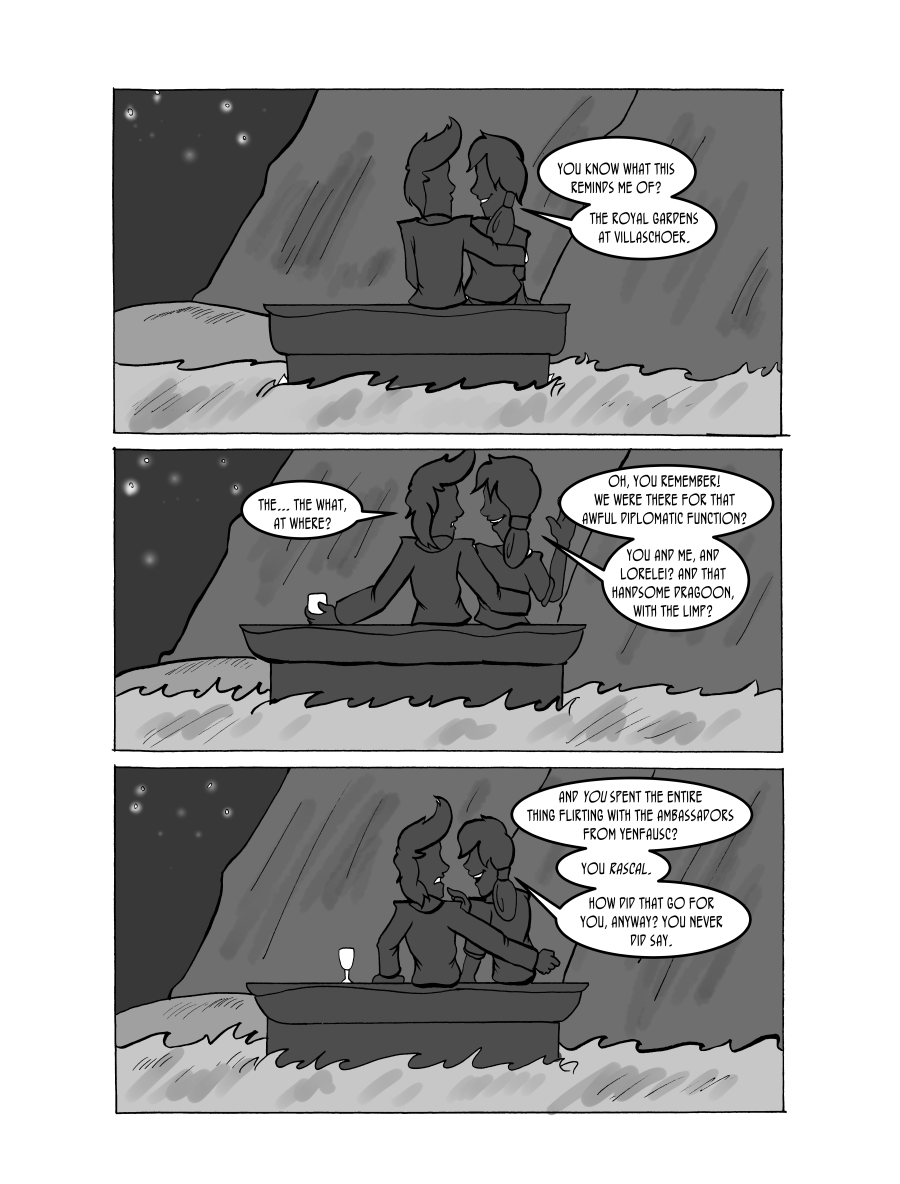 YOU KNOW WHAT THIS
REMINDS ME OF?
THE ROYAL GARDENS
AT VILLASCHOER.
THE... THE WHAT,
AT WHERE?
OH, YOU REMEMBER!
WE WERE THERE FOR THAT
AWFUL DIPLOMATIC FUNCTION?
YOU AND ME, AND
LORELEI? AND THAT
HANDSOME DRAGOON,
WITH THE LIMP?
AND YOU SPENT THE ENTIRE
THING FLIRTING WITH THE AMBASSADORS
FROM YENFAUSC?
YOU RASCAL.
HOW DID THAT GO FOR
YOU, ANYWAY? YOU NEVER
DID SAY.